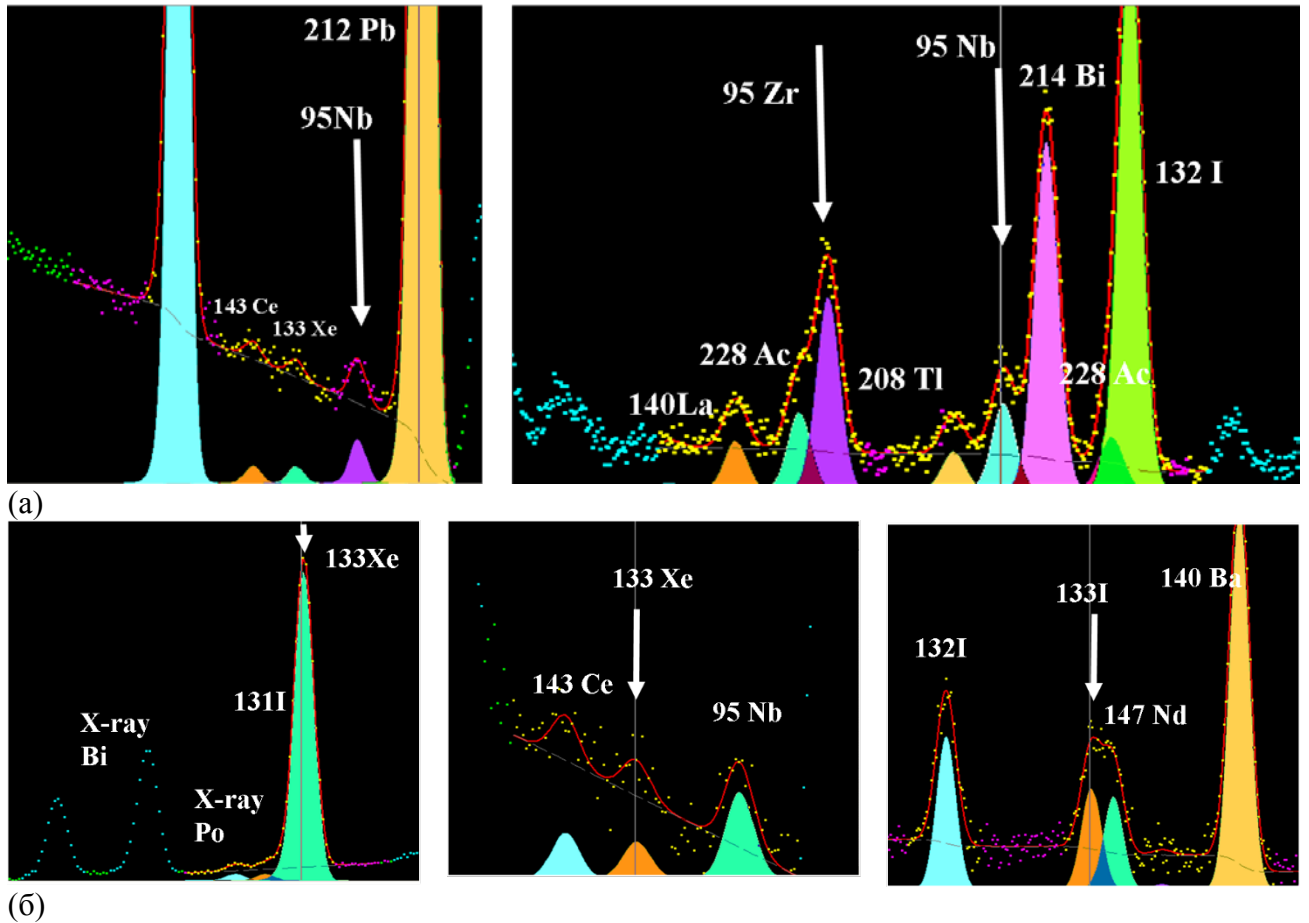 212 Pb
95Nb
143 Ce
133 Xe
95 Zr
95 Nb
214 Bi
132 I
228 Ac
208 Tl
228 Ac
140La
(а)
133Xe
131I
X-ray
Bi
X-ray
Po
133 Xe
143 Ce
95 Nb
133I
140 Ba
132I
147 Nd
(б)